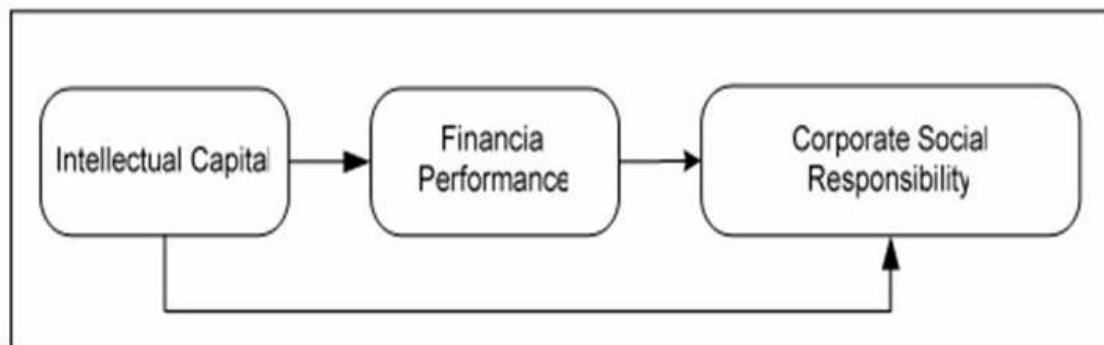 Intellectual Capital
Financia
Performance
Corporate Social
Responsibility